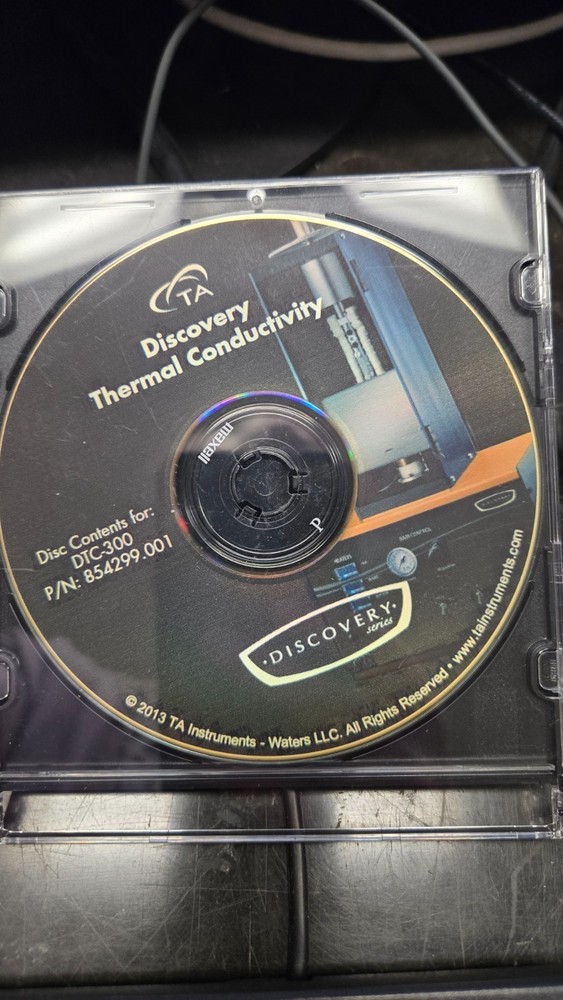 TA
Discovery
Thermal Conductivity
maxell
P
Disc Contents for:
DTC-300
P/N: 854299.001
·DISCOVERY·
series
© 2013 TA Instruments - Waters LLC. All Rights Reserved • www.tainstruments.com